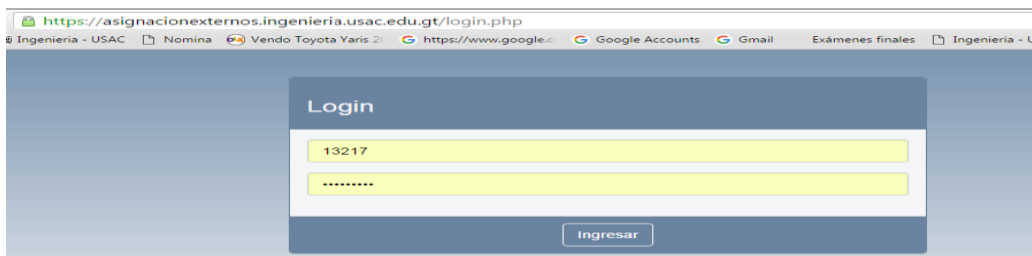 https://asignacionexternos.ingenieria.usac.edu.gt/login.php
Ingenieria - USAC Nomina Vendo Toyota Yaris 2 https://www.google.c Google Accounts Gmail Exámenes finales Ingeniería - U
Login
13217
•••••••••
Ingresar